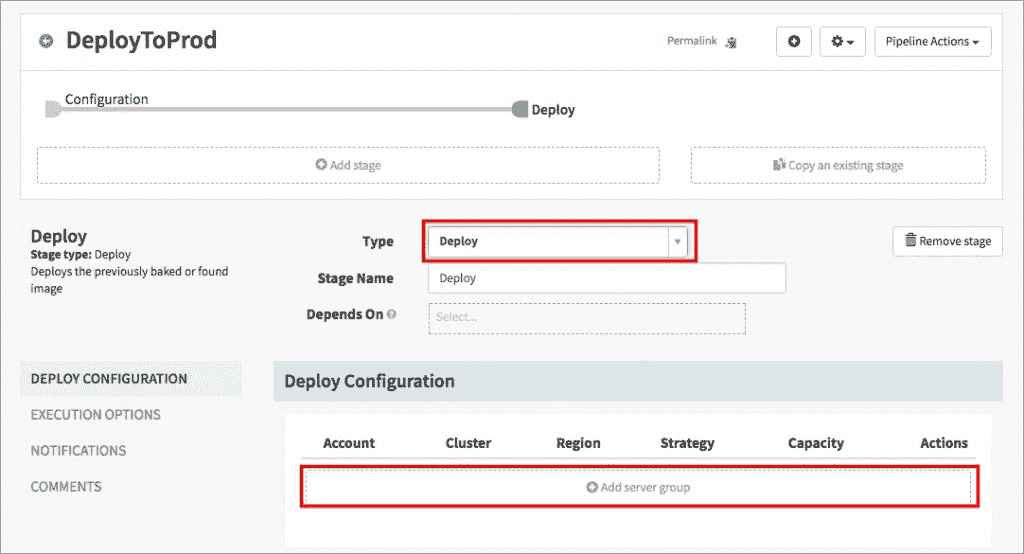 DeployToProd
Permalink
Pipeline Actions
Configuration
Deploy
Add stage
Copy an existing stage
Deploy
Stage type: Deploy
Deploys the previously baked or found
image
Type
Deploy
Remove stage
Stage Name
Deploy
Depends On
Select...
DEPLOY CONFIGURATION
EXECUTION OPTIONS
NOTIFICATIONS
COMMENTS
Deploy Configuration
Account Cluster Region Strategy Capacity Actions
Add server group